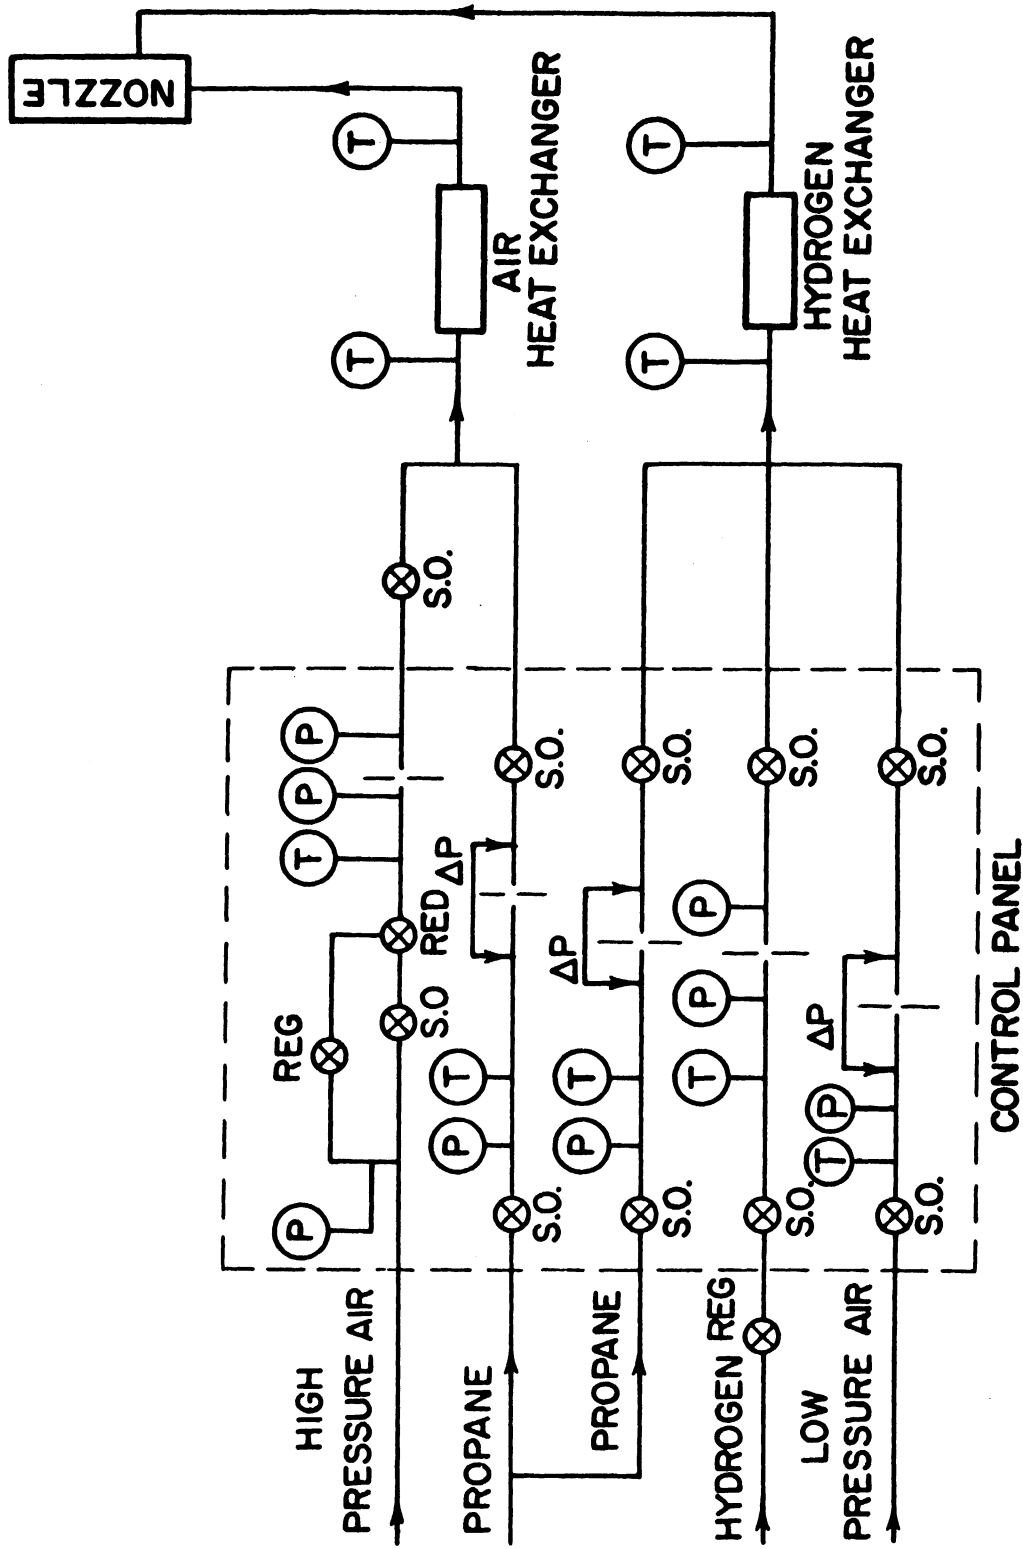 NOZZLE
T
T
AIR
HEAT EXCHANGER
T
T
HYDROGEN
HEAT EXCHANGER
HIGH
PRESSURE AIR
P
REG
S.O
RED
T
P
P
S.O.
PROPANE
S.O.
P
T
ΔP
S.O.
PROPANE
S.O.
P
T
ΔP
S.O.
HYDROGEN REG
S.O.
T
P
P
S.O.
LOW
PRESSURE AIR
S.O.
T
P
ΔP
S.O.
CONTROL PANEL